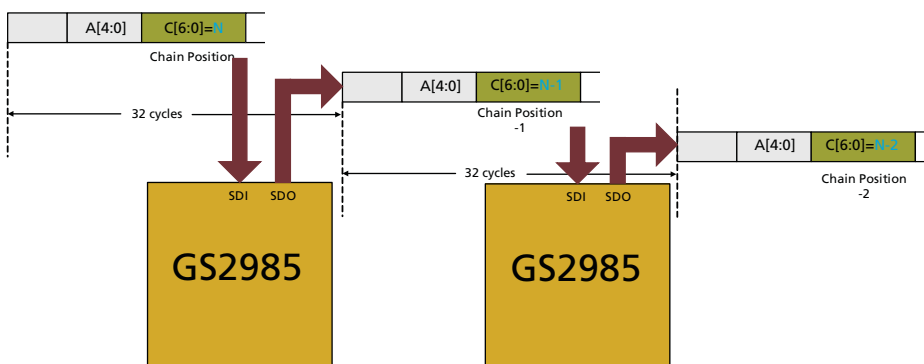 A[4:0] C[6:0]=N
Chain Position
32 cycles
A[4:0] C[6:0]=N-1
Chain Position
-1
32 cycles
A[4:0] C[6:0]=N-2
Chain Position
-2
SDI SDO
GS2985
SDI SDO
GS2985